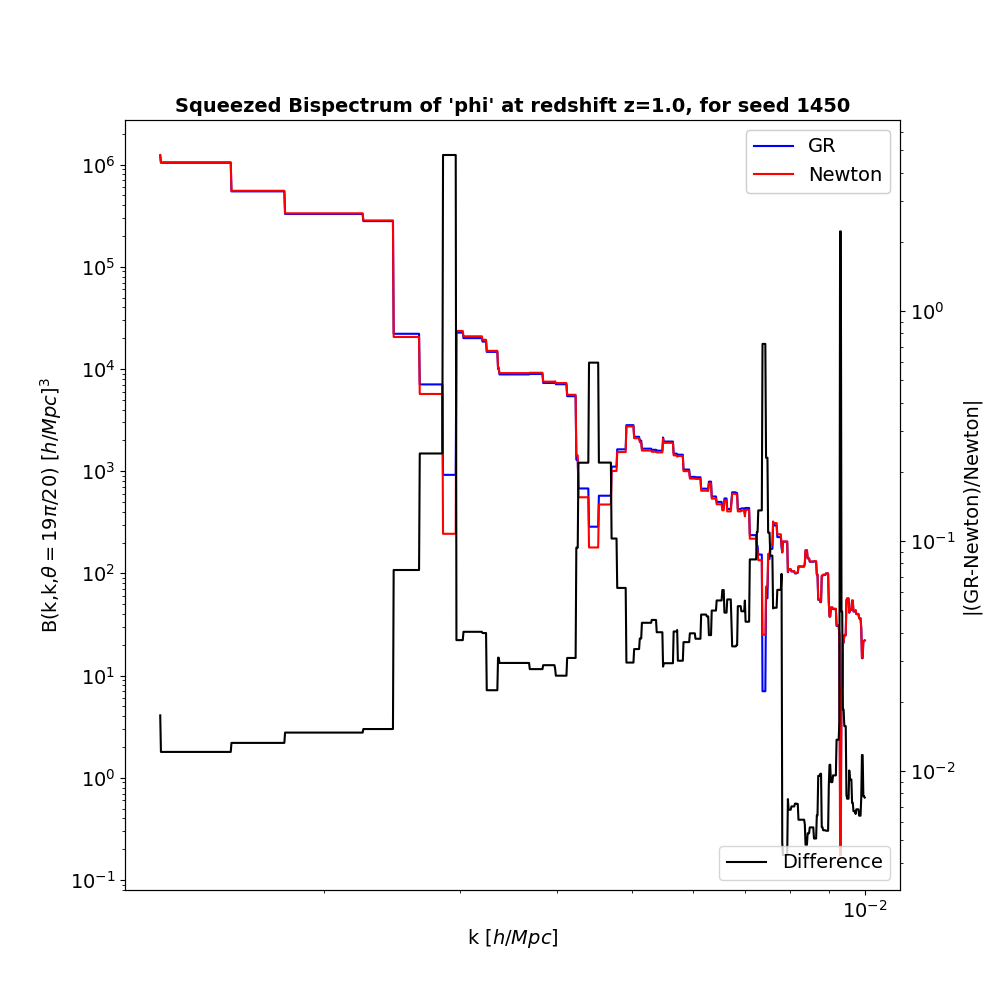 Squeezed Bispectrum of 'phi' at redshift z=1.0, for seed 1450
GR
Newton
10⁶
10⁵
10⁴
10³
10²
10¹
10⁰
10⁻¹
B(k,k,θ = 19π/20) [h/Mpc]³
10⁰
10⁻¹
10⁻²
|(GR-Newton)/Newton|
Difference
10⁻²
k [h/Mpc]